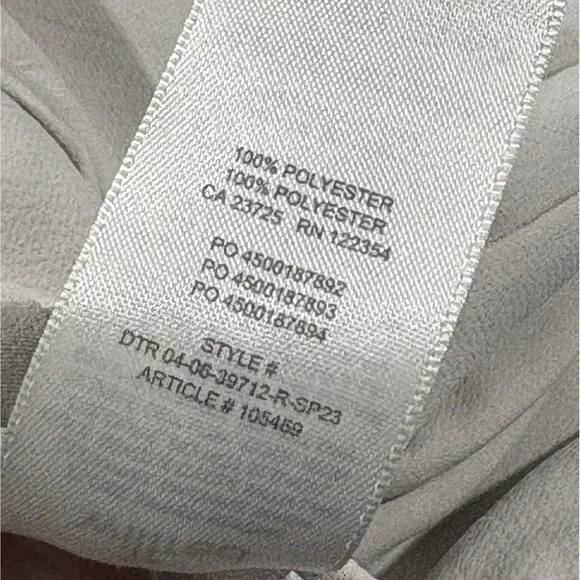 100% POLYESTER
100% POLYESTER
CA 23725 RN 122354
PO 4500187892
PO 4500187893
PO 4500187894
STYLE #
DTR 04-06-39712-R-SP23
ARTICLE # 105469